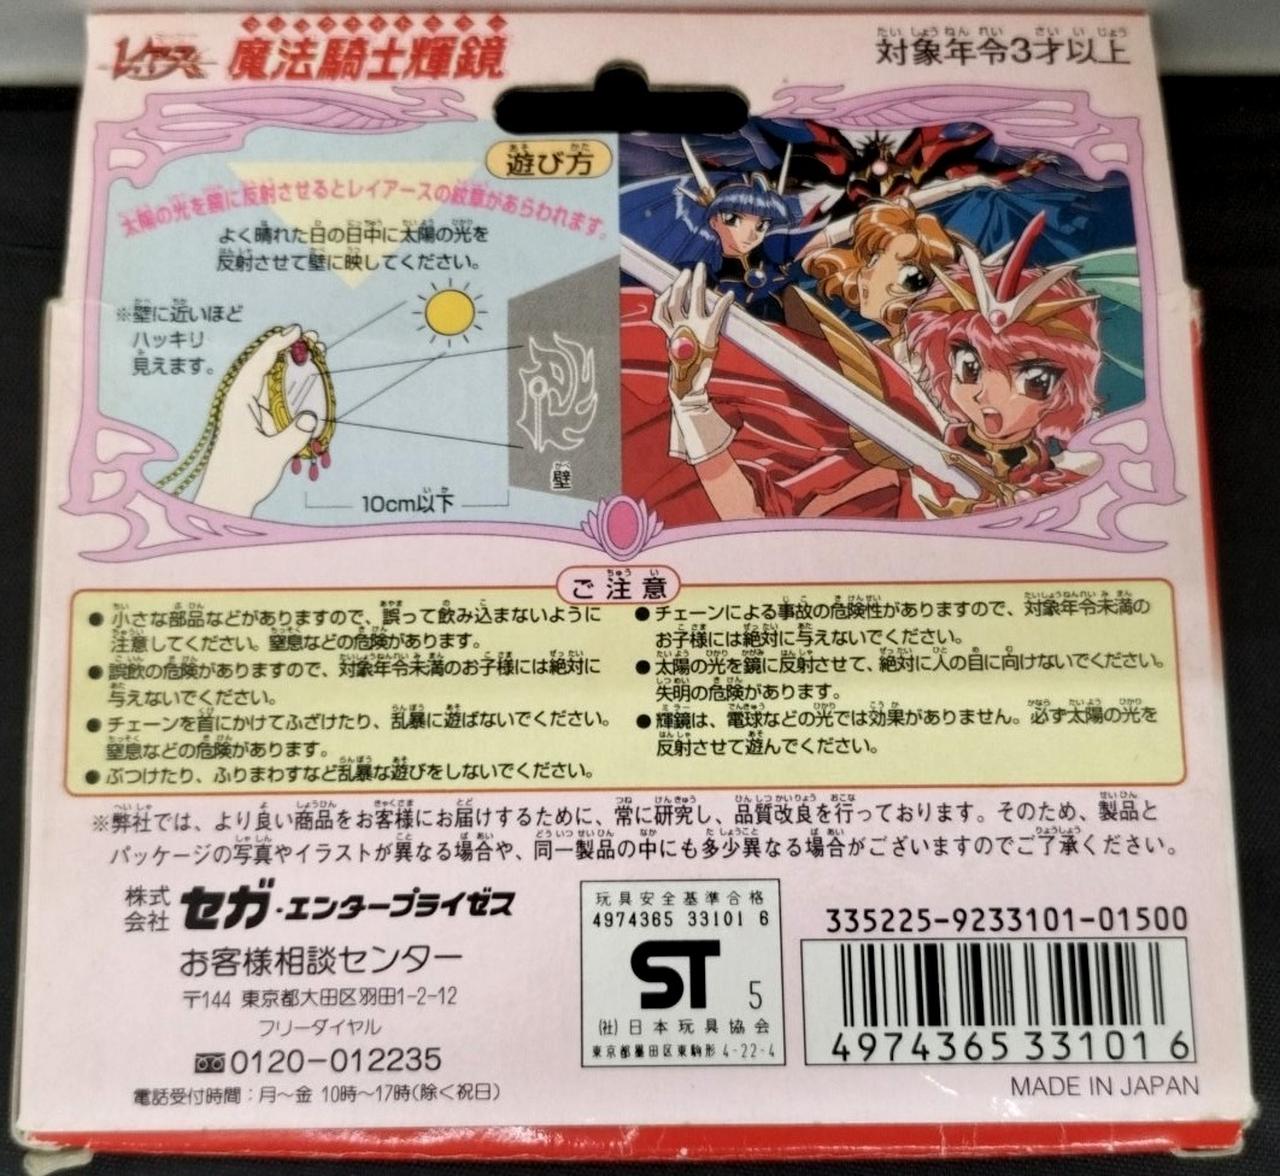 レイアース 魔法騎士輝鏡
対象年令3才以上
遊び方
太陽の光を鏡に反射させるとレイアースの紋章があらわれます。
よく晴れた日の日中に太陽の光を
反射させて壁に映してください。
※壁に近いほど
ハッキリ
見えます。
壁
10cm以下
ご注意
●小さな部品などがありますので、誤って飲み込まないように
注意してください。窒息などの危険があります。
●誤飲の危険がありますので、対象年令未満のお子様には絶対に
与えないでください。
●チェーンを首にかけてふざけたり、乱暴に遊ばないでください。
窒息などの危険があります。
●ぶつけたり、ふりまわすなど乱暴な遊びをしないでください。
●チェーンによる事故の危険性がありますので、対象年令未満の
お子様には絶対に与えないでください。
●太陽の光を鏡に反射させて、絶対に人の目に向けないでください。
失明の危険があります。
●輝鏡は、電球などの光では効果がありません。必ず太陽の光を
反射させて遊んでください。
※弊社では、より良い商品をお客様にお届けするために、常に研究し、品質改良を行っております。そのため、製品と
パッケージの写真やイラストが異なる場合や、同一製品の中にも多少異なる場合がございますのでご了承ください。
株式会社 セガ・エンタープライゼス
お客様相談センター
〒144 東京都大田区羽田1-2-12
フリーダイヤル
0120-012235
電話受付時間：月〜金 10時〜17時(除く祝日)
玩具安全基準合格
4974365 33101 6
ST 5
(社)日本玩具協会
東京都墨田区東駒形4-22-4
335225-9233101-01500
4974365331016
MADE IN JAPAN